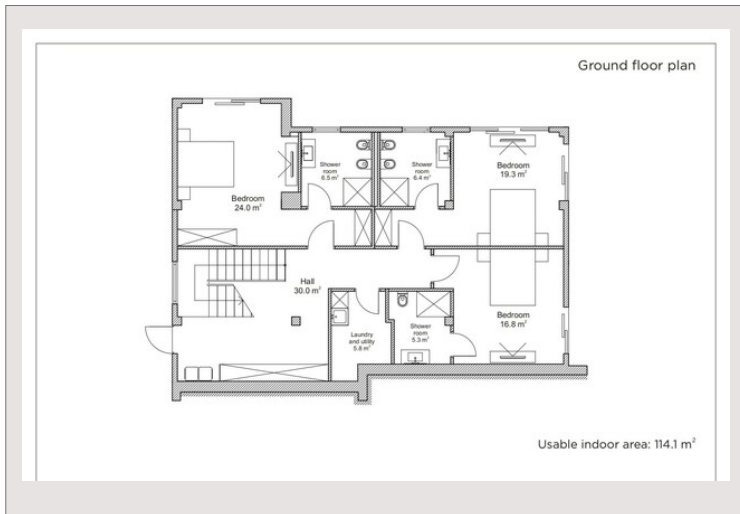 Ground floor plan
Shower
room
6.5 m²
Shower
room
6.4 m²
Bedroom
19.3 m²
Bedroom
24.0 m²
Hall
30.0 m²
Bedroom
16.8 m²
Laundry
and utility
5.8 m²
Shower
room
5.3 m²
Usable indoor area: 114.1 m²